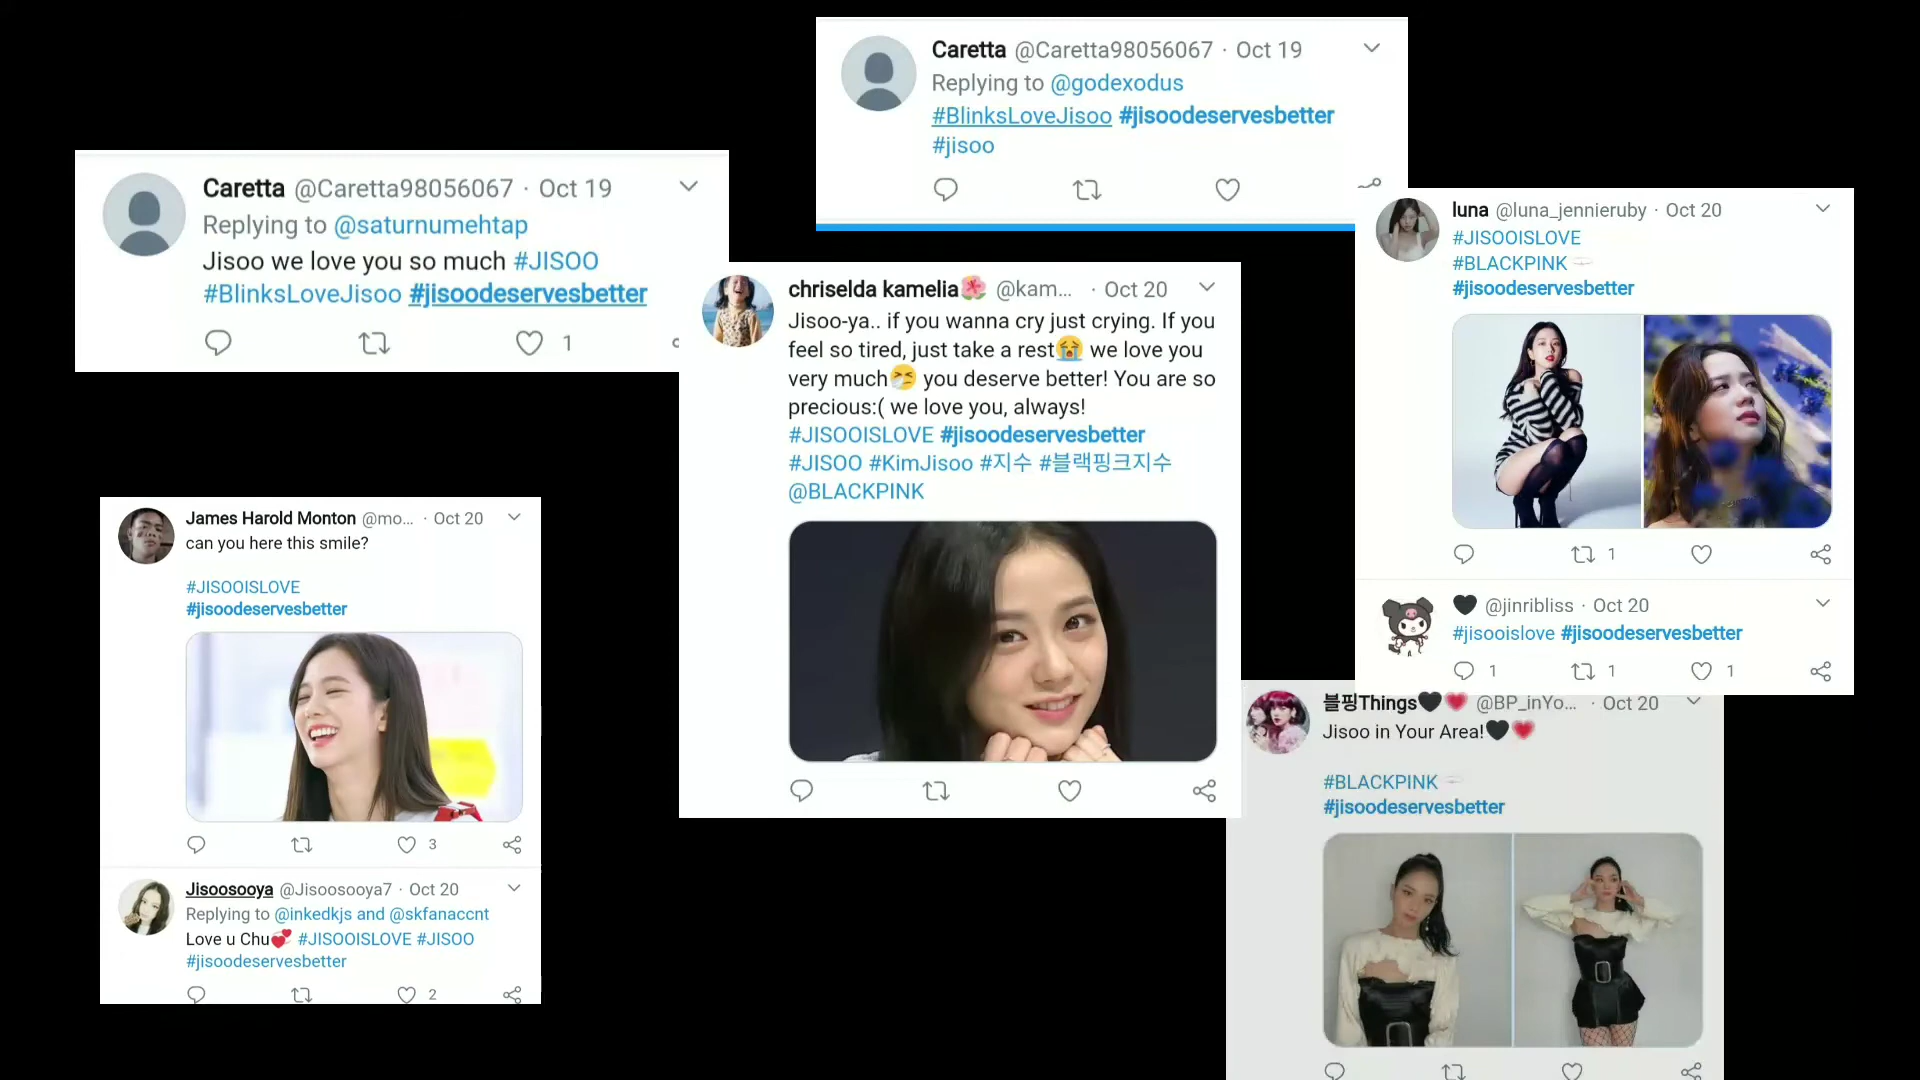 Caretta @Caretta98056067 · Oct 19
Replying to @godexodus
#BlinksLoveJisoo #jisoodeservesbetter
#jisoo
Caretta @Caretta98056067 · Oct 19
Replying to @saturnumehtap
Jisoo we love you so much #JISOO
#BlinksLoveJisoo #jisoodeservesbetter
1
chriselda kamelia🌺 @kam... · Oct 20
Jisoo-ya.. if you wanna cry just crying. If you
feel so tired, just take a rest😭 we love you
very much🤧 you deserve better! You are so
precious:( we love you, always!
#JISOOISLOVE #jisoodeservesbetter
#JISOO #KimJisoo #지수 #블랙핑크지수
@BLACKPINK
luna @luna_jennieruby · Oct 20
#JISOOISLOVE
#BLACKPINK
#jisoodeservesbetter
1
🖤 @jinribliss · Oct 20
#jisooislove #jisoodeservesbetter
1 1 1
James Harold Monton @mo... · Oct 20
can you here this smile?
#JISOOISLOVE
#jisoodeservesbetter
3
Jisoosooya @Jisoosooya7 · Oct 20
Replying to @inkedkjs and @skfanaccnt
Love u Chu💞 #JISOOISLOVE #JISOO
#jisoodeservesbetter
2
블핑Things🖤💗 @BP_inYo... · Oct 20
Jisoo in Your Area!🖤💗
#BLACKPINK
#jisoodeservesbetter